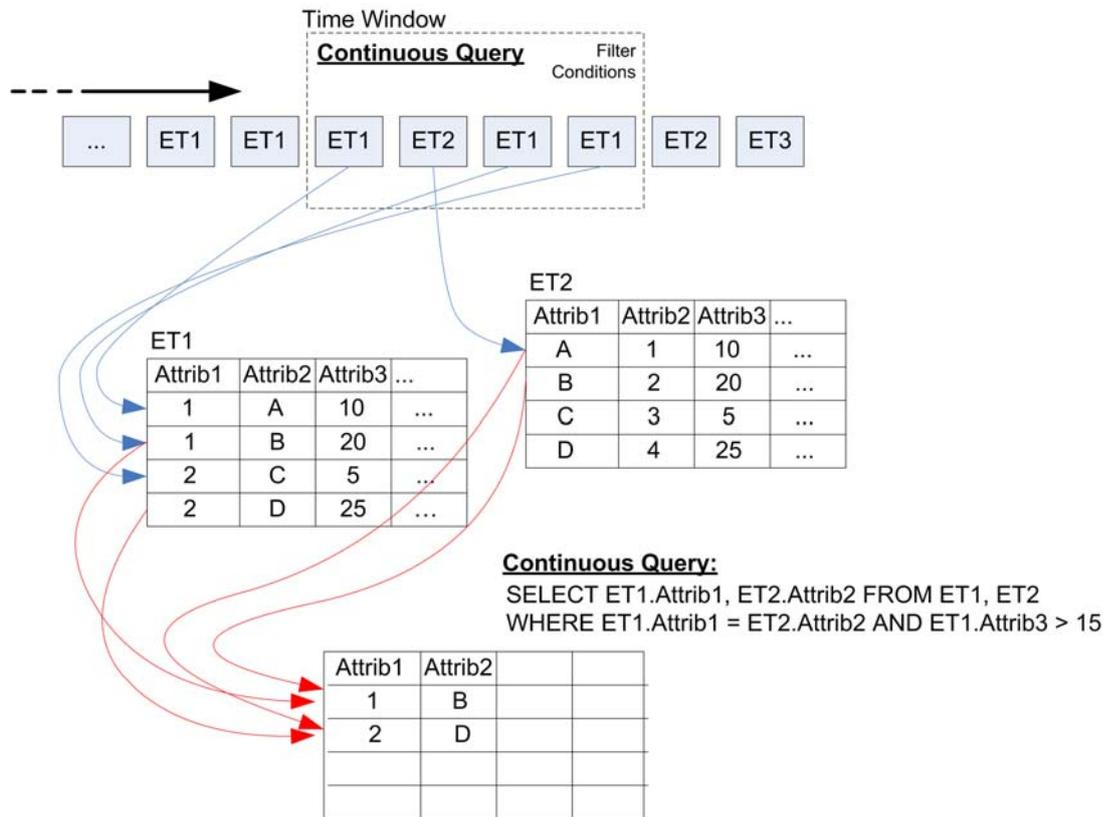 Time Window
Continuous Query
Filter
Conditions
... ET1 ET1 ET1 ET2 ET1 ET1 ET2 ET3
ET2
Attrib1 Attrib2 Attrib3 ...
A 1 10 ...
B 2 20 ...
C 3 5 ...
D 4 25 ...
ET1
Attrib1 Attrib2 Attrib3 ...
1 A 10 ...
1 B 20 ...
2 C 5 ...
2 D 25 ...
Continuous Query:
SELECT ET1.Attrib1, ET2.Attrib2 FROM ET1, ET2
WHERE ET1.Attrib1 = ET2.Attrib2 AND ET1.Attrib3 > 15
Attrib1 Attrib2
1 B
2 D